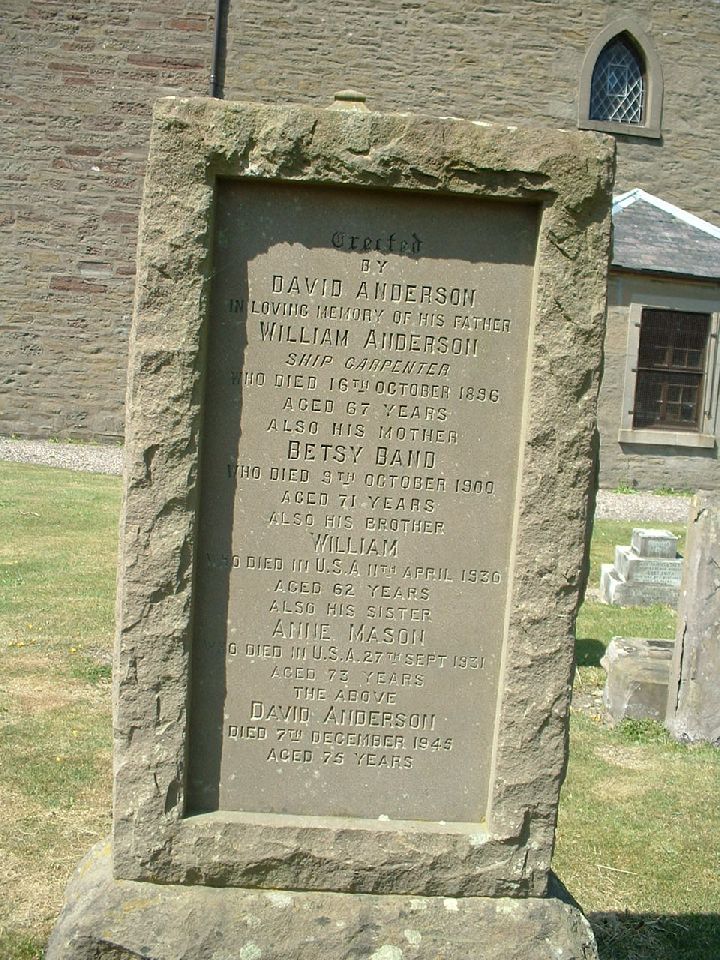 Erected
BY
DAVID ANDERSON
IN LOVING MEMORY OF HIS FATHER
WILLIAM ANDERSON
SHIP CARPENTER
WHO DIED 16TH OCTOBER 1896
AGED 67 YEARS
ALSO HIS MOTHER
BETSY BAND
WHO DIED 9TH OCTOBER 1900
AGED 71 YEARS
ALSO HIS BROTHER
WILLIAM
WHO DIED IN U.S.A 11TH APRIL 1930
AGED 62 YEARS
ALSO HIS SISTER
ANNE MASON
WHO DIED IN U.S.A. 27TH SEPT 1931
AGED 73 YEARS
THE ABOVE
DAVID ANDERSON
DIED 7TH DECEMBER 1945
AGED 75 YEARS